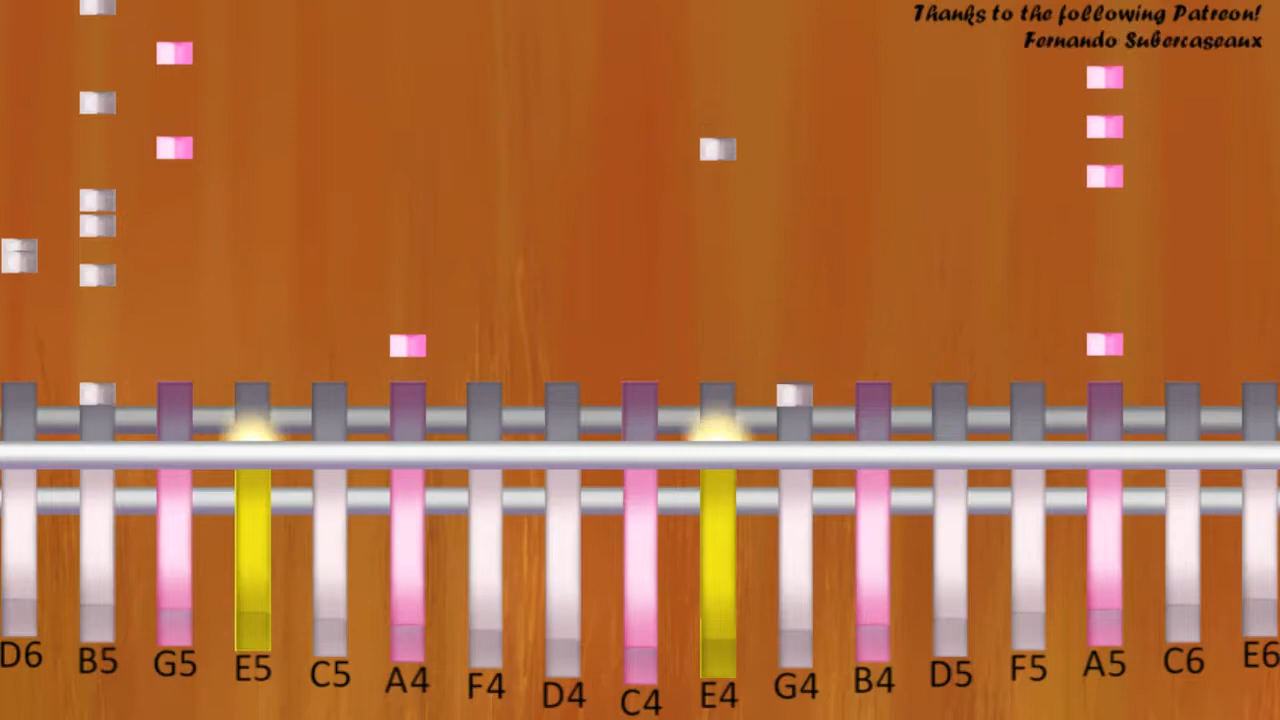 Thanks to the following Patreon!
Fernando Subercaseaux
D6 B5 G5 E5 C5 A4 F4 D4 C4 E4 G4 B4 D5 F5 A5 C6 E6